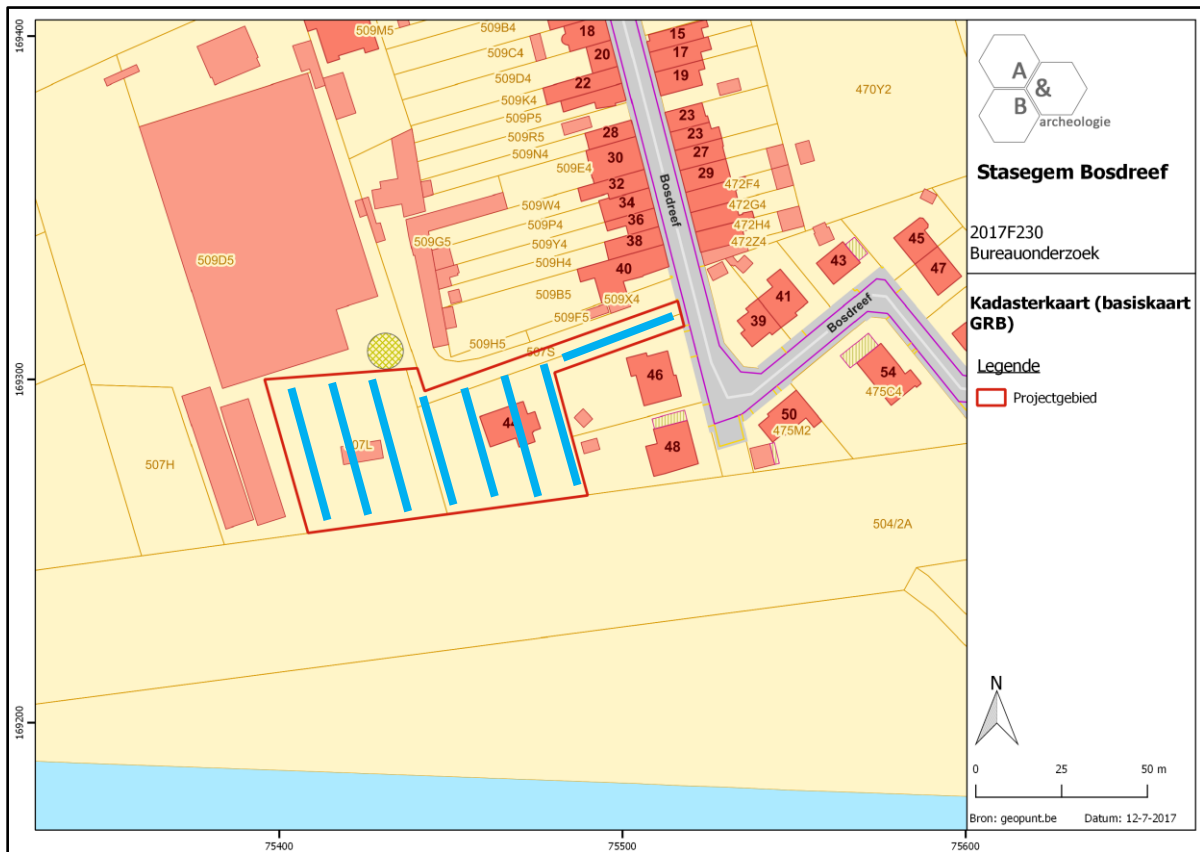 169400
169300
169200
509M5
509B4
18
15
509C4
20
17
509D4
22
19
470Y2
509K4
509P5
23
509R5
28
23
509N4
30
27
509E4
29
32
472F4
509W4
34
472G4
509P4
36
472H4
509G5
509Y4
38
472Z4
45
509D5
509H4
40
43
47
509B5
509X4
41
509F5
39
509H5
507S
Bosdreef
Bosdreef
46
54
475C4
44
50
507L
48
475M2
507H
504/2A
75400
75500
75600
A
&
B
archeologie
Stasegem Bosdreef
2017F230
Bureauonderzoek
Kadasterkaart (basiskaart
GRB)
Legende
Projectgebied
N
0 25 50 m
Bron: geopunt.be Datum: 12-7-2017